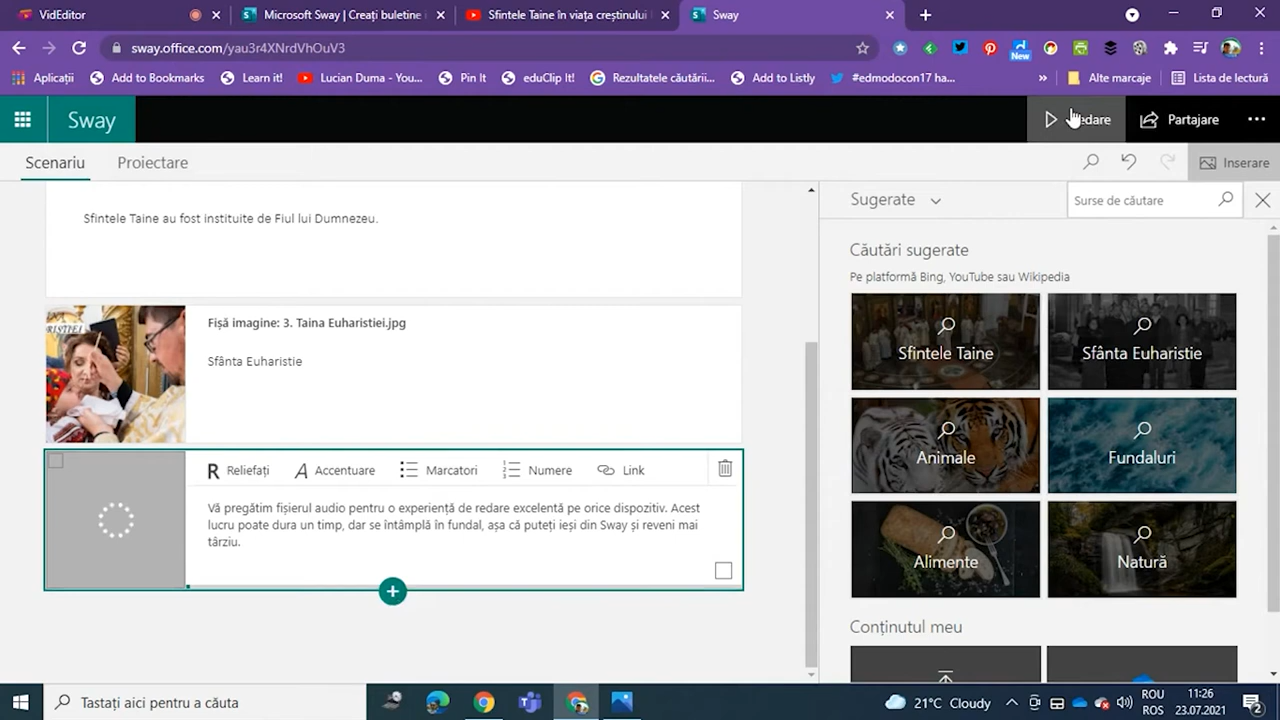 VidEditor
Microsoft Sway | Creați buletine i
Sfintele Taine în viața creștinului
Sway
sway.office.com/yau3r4XNrdVhOuV3
New
Aplicații
Add to Bookmarks
Learn it!
Lucian Duma - You...
Pin It
eduClip It!
Rezultatele căutării...
Add to Listly
#edmodocon17 ha...
»
Alte marcaje
Lista de lectură
Sway
Partajare
Scenariu
Proiectare
Inserare
Sfintele Taine au fost instituite de Fiul lui Dumnezeu.
Fișă imagine: 3. Taina Euharistiei.jpg
Sfânta Euharistie
R Reliefați
A Accentuare
Marcatori
Numere
Link
Vă pregătim fișierul audio pentru o experiență de redare excelentă pe orice dispozitiv. Acest
lucru poate dura un timp, dar se întâmplă în fundal, așa că puteți ieși din Sway și reveni mai
târziu.
Sugerate
Surse de căutare
Căutări sugerate
Pe platformă Bing, YouTube sau Wikipedia
Sfintele Taine
Sfânta Euharistie
Animale
Fundaluri
Alimente
Natură
Conținutul meu
Tastați aici pentru a căuta
21°C Cloudy
ROU
ROS
11:26
23.07.2021
2